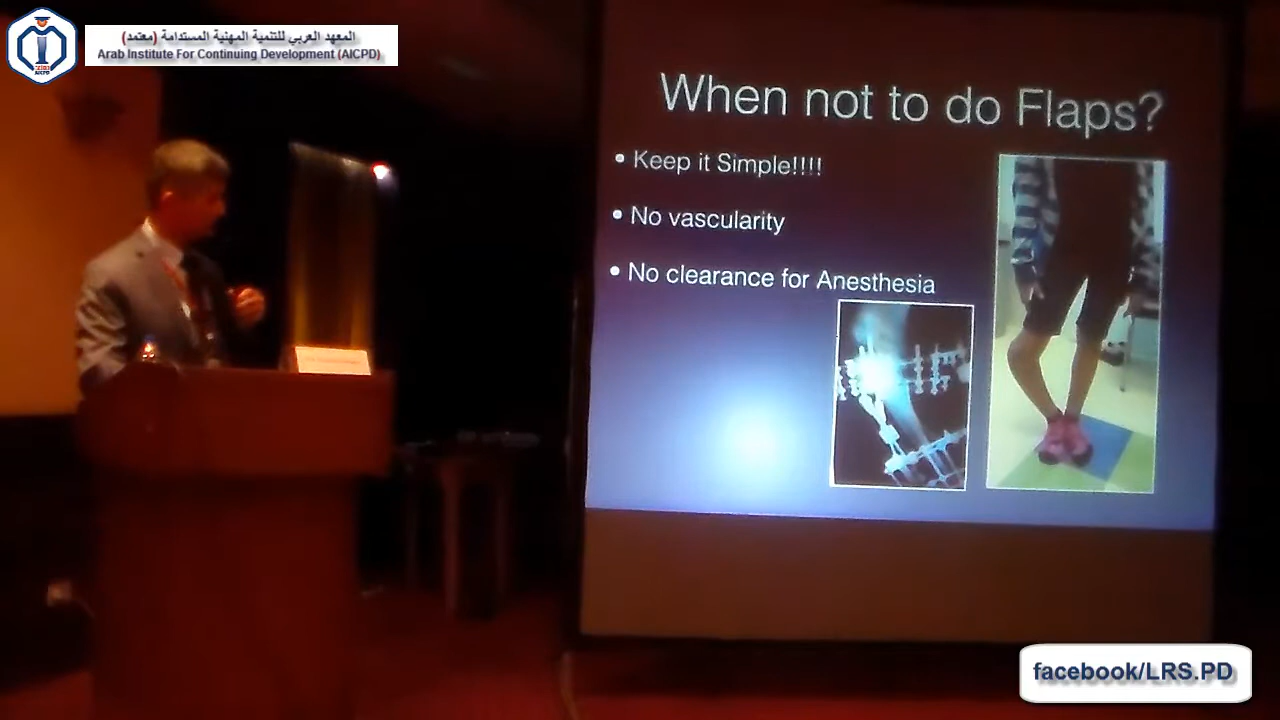 المعهد العربي للتنمية المهنية المستدامة (معتمد)
Arab Institute For Continuing Development (AICPD)
AICPD
When not to do Flaps?
• Keep it Simple!!!!
• No vascularity
• No clearance for Anesthesia
facebook/LRS.PD